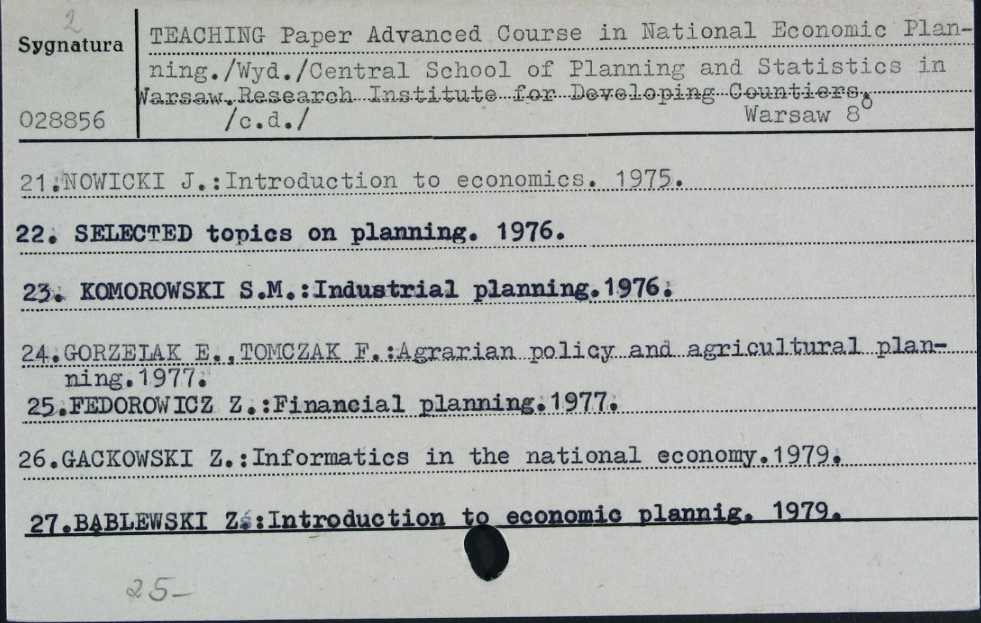 2
Sygnatura
TEACHING Paper Advanced Course in National Economic Plan-
ning./Wyd./Central School of Planning and Statistics in
Warsaw.Research Institute for Developing Countiers.
028856
/c.d./ Warsaw 8°
21.NOWICKI J.:Introduction to economics. 1975.
22. SELECTED topics on planning. 1976.
23. KOMOROWSKI S.M.:Industrial planning.1976.
24.GORZELAK E.,TOMCZAK F.:Agrarian policy and agricultural plan-
ning.1977.
25.FEDOROWICZ Z.:Financial planning.1977.
26.GACKOWSKI Z.:Informatics in the national economy.1979.
27.BĄBLEWSKI Z.:Introduction to economic plannig. 1979.
25-